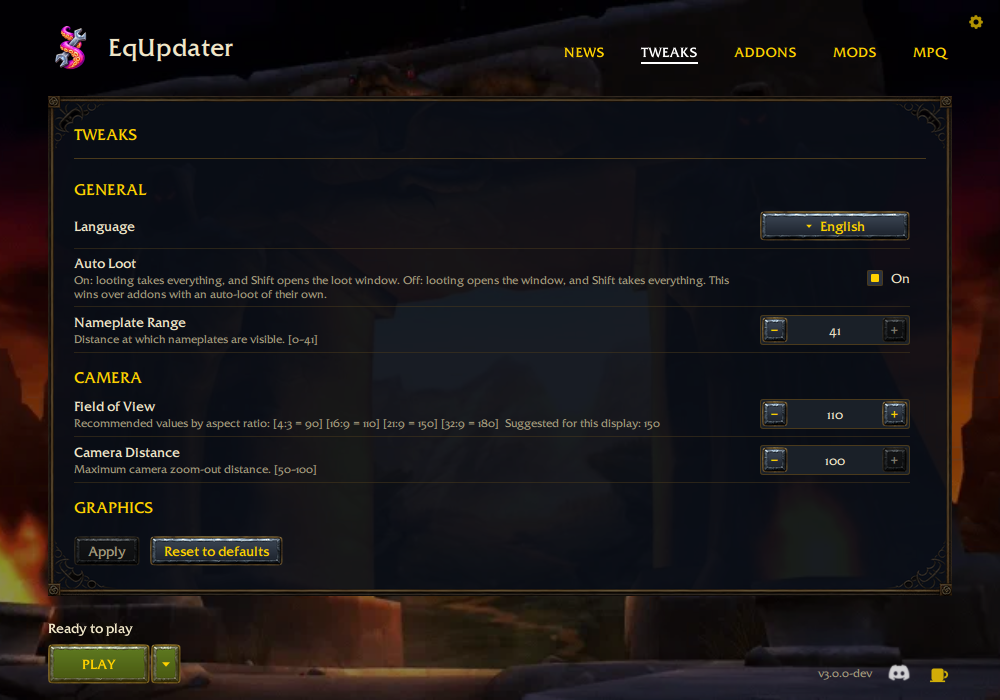 EqUpdater
NEWS TWEAKS ADDONS MODS MPQ
TWEAKS
GENERAL
Language
English
Auto Loot
On: looting takes everything, and Shift opens the loot window. Off: looting opens the window, and Shift takes everything. This
wins over addons with an auto-loot of their own.
On
Nameplate Range
Distance at which nameplates are visible. [0-41]
− 41 +
CAMERA
Field of View
Recommended values by aspect ratio: [4:3 = 90] [16:9 = 110] [21:9 = 150] [32:9 = 180] Suggested for this display: 150
− 110 +
Camera Distance
Maximum camera zoom-out distance. [50-100]
− 100 +
GRAPHICS
Apply Reset to defaults
Ready to play
PLAY
v3.0.0-dev